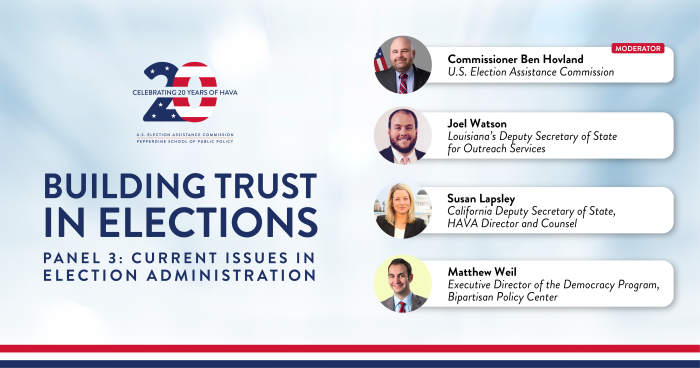 20
CELEBRATING 20 YEARS OF HAVA
U.S. ELECTION ASSISTANCE COMMISSION
PEPPERDINE SCHOOL OF PUBLIC POLICY
BUILDING TRUST
IN ELECTIONS
PANEL 3: CURRENT ISSUES IN
ELECTION ADMINISTRATION
MODERATOR
Commissioner Ben Hovland
U.S. Election Assistance Commission
Joel Watson
Louisiana's Deputy Secretary of State
for Outreach Services
Susan Lapsley
California Deputy Secretary of State,
HAVA Director and Counsel
Matthew Weil
Executive Director of the Democracy Program,
Bipartisan Policy Center